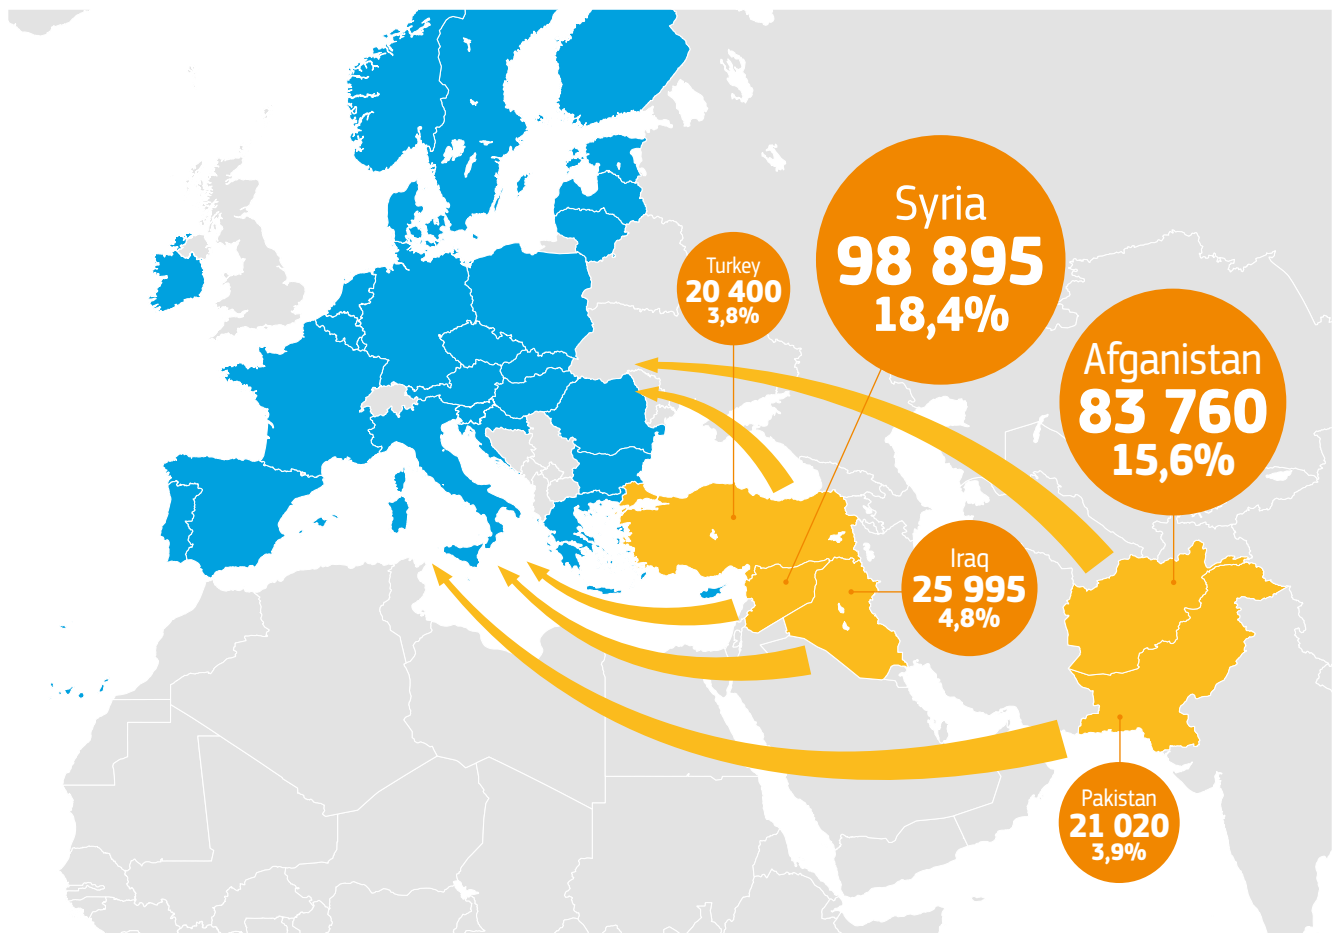 Syria
98 895
18,4%
Turkey
20 400
3,8%
Afganistan
83 760
15,6%
Iraq
25 995
4,8%
Pakistan
21 020
3,9%